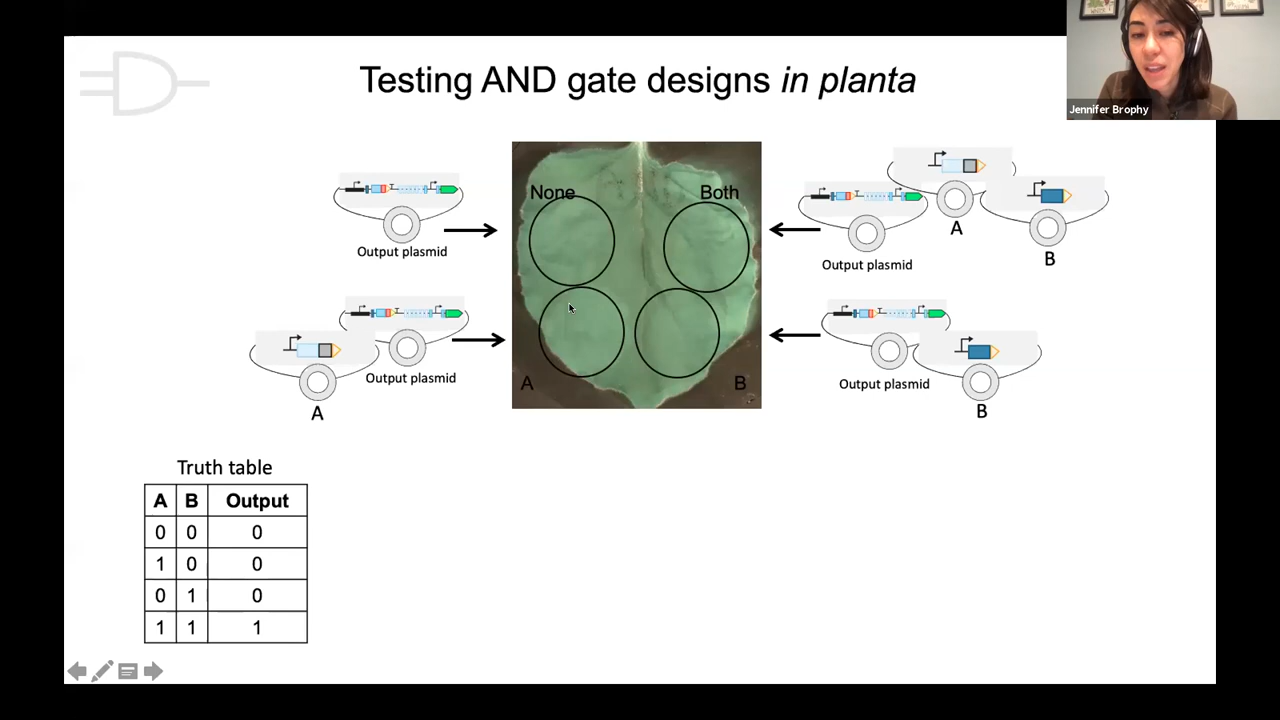 Jennifer Brophy
Testing AND gate designs in planta
None
Both
Output plasmid
Output plasmid
A
B
Output plasmid
A
A
B
Output plasmid
B
Truth table
A B Output
0 0 0
1 0 0
0 1 0
1 1 1